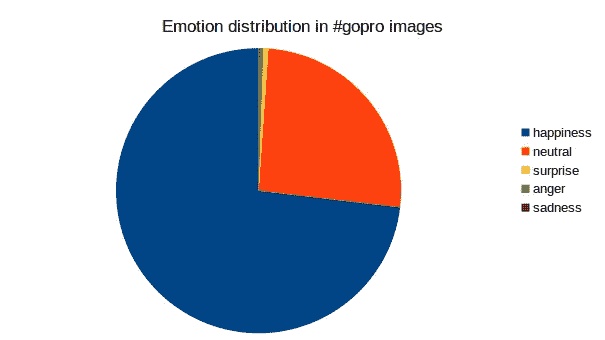 Emotion distribution in #gopro images
happiness
neutral
surprise
anger
sadness